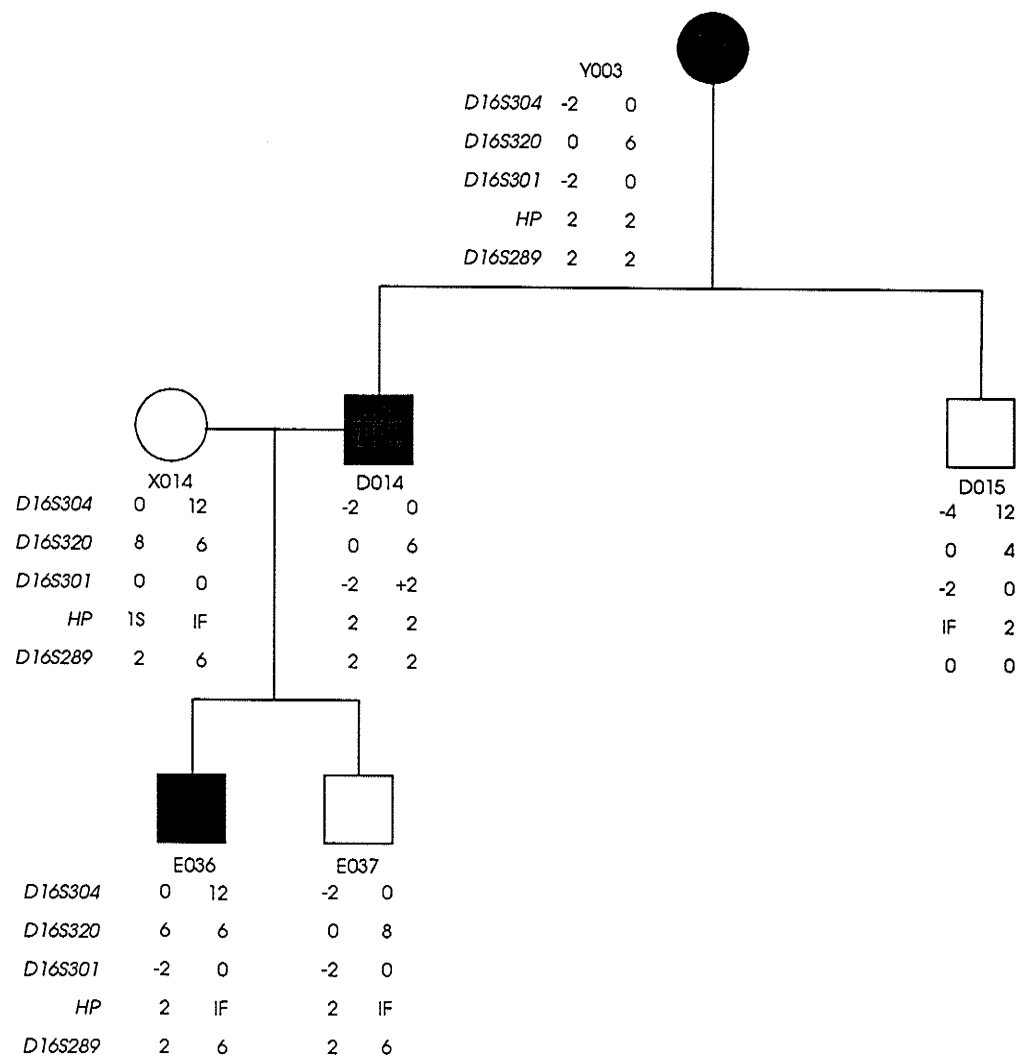 Y003
D16S304 -2 0
D16S320 0 6
D16S301 -2 0
HP 2 2
D16S289 2 2
X014 D014 D015
D16S304 0 12 -2 0 -4 12
D16S320 8 6 0 6 0 4
D16S301 0 0 -2 +2 -2 0
HP 1S IF 2 2 IF 2
D16S289 2 6 2 2 0 0
E036 E037
D16S304 0 12 -2 0
D16S320 6 6 0 8
D16S301 -2 0 -2 0
HP 2 IF 2 IF
D16S289 2 6 2 6